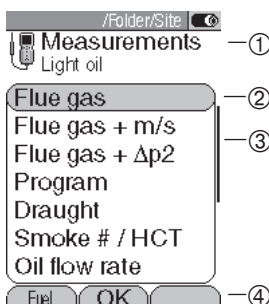 /Folder/Site
Measurements ①
Light oil
Flue gas ②
Flue gas + m/s
③
Flue gas + Δp2
Program
Draught
Smoke # / HCT
Oil flow rate
Fuel OK ④